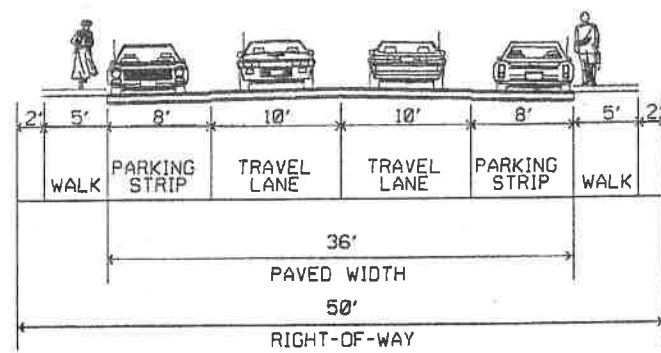 2' 5' 8' 10' 10' 8' 5' 2'
WALK PARKING STRIP TRAVEL LANE TRAVEL LANE PARKING STRIP WALK
36'
PAVED WIDTH
50'
RIGHT-OF-WAY